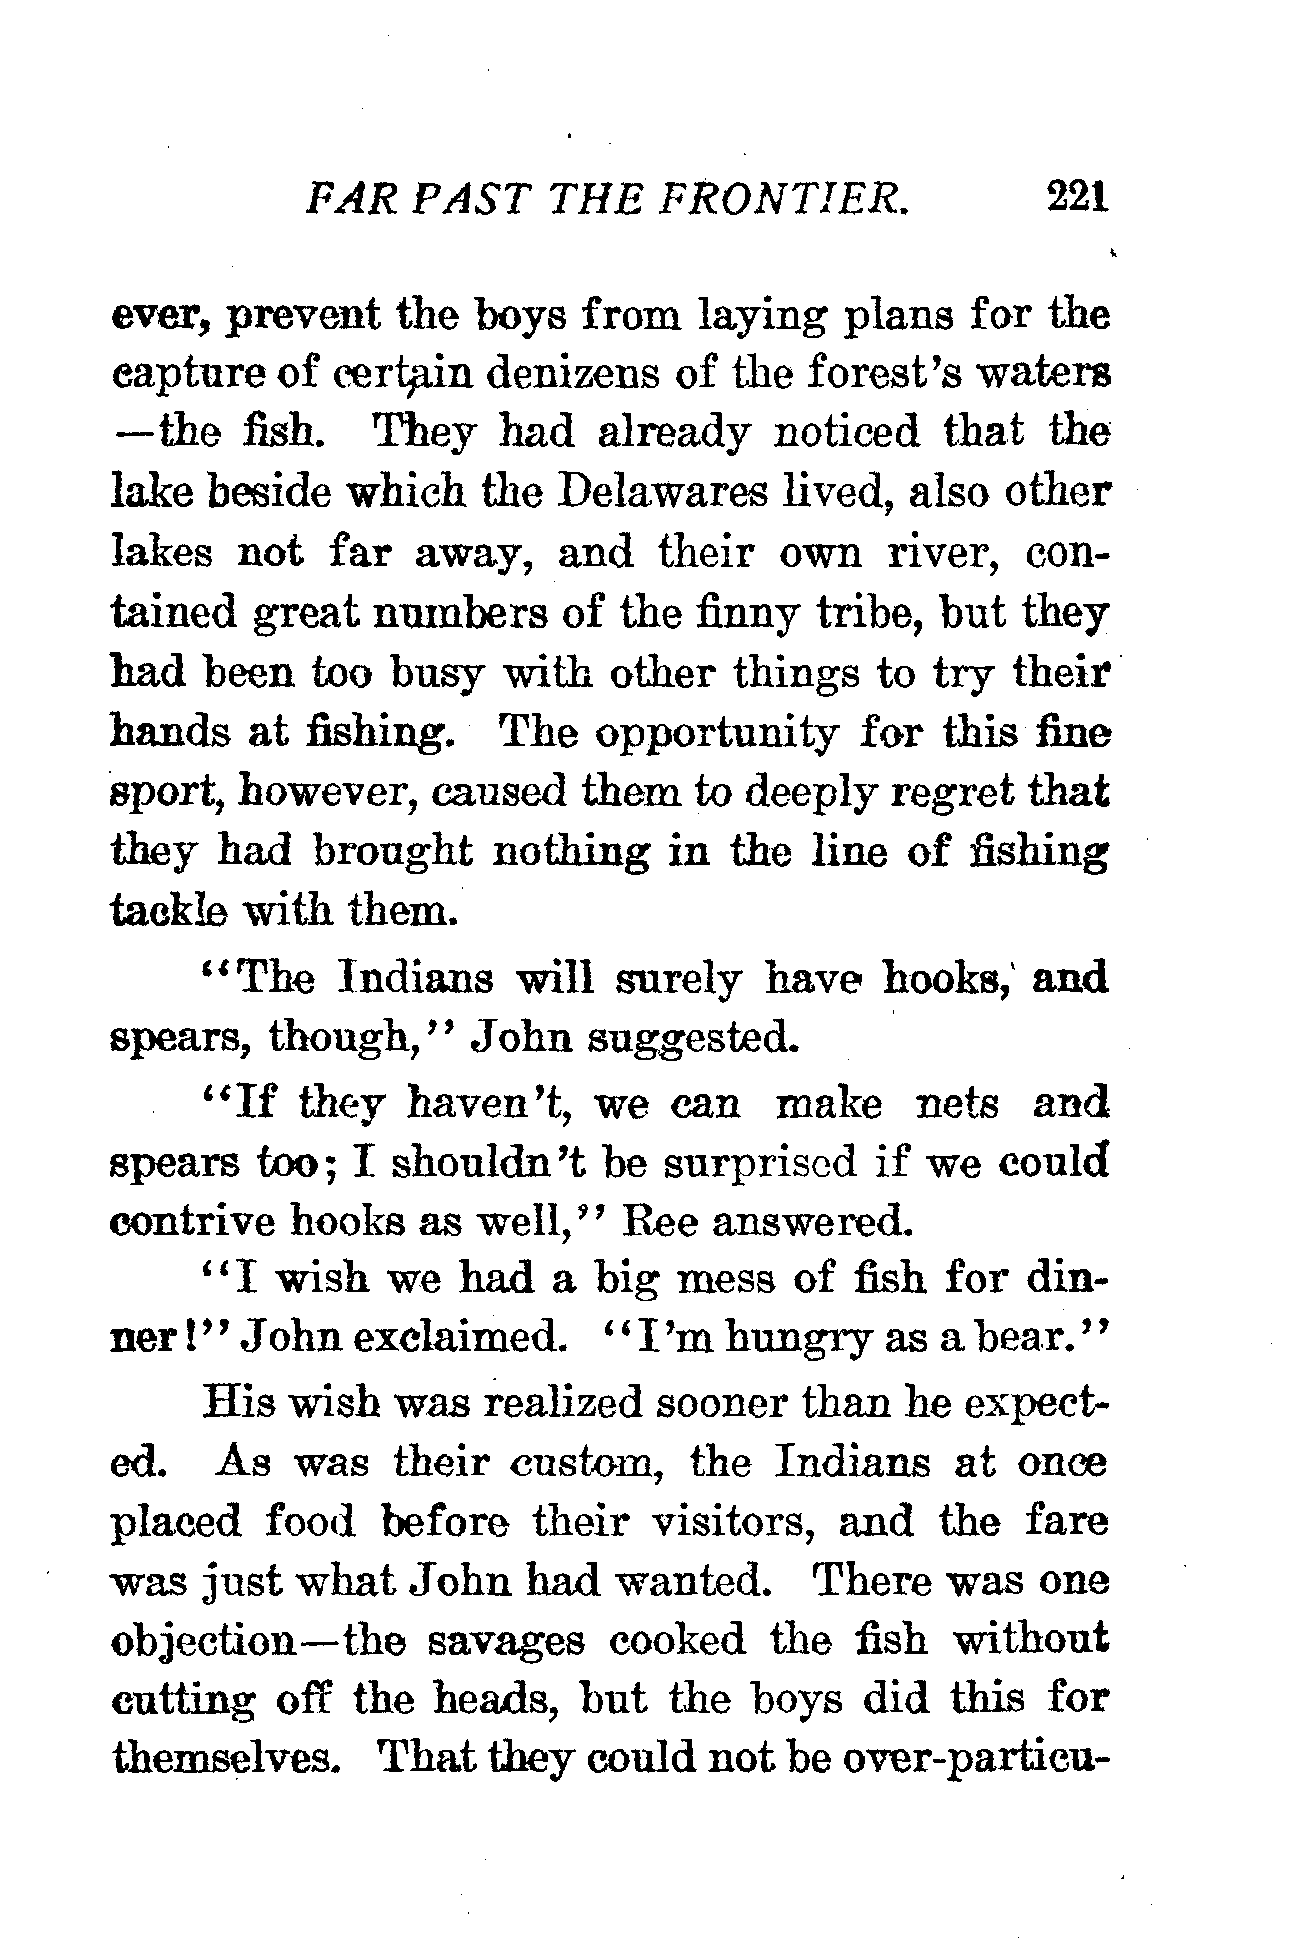 FAR PAST THE FRONTIER. 221
ever, prevent the boys from laying plans for the
capture of certain denizens of the forest's waters
—the fish. They had already noticed that the
lake beside which the Delawares lived, also other
lakes not far away, and their own river, con-
tained great numbers of the finny tribe, but they
had been too busy with other things to try their
hands at fishing. The opportunity for this fine
sport, however, caused them to deeply regret that
they had brought nothing in the line of fishing
tackle with them.
"The Indians will surely have hooks, and
spears, though," John suggested.
"If they haven't, we can make nets and
spears too; I shouldn't be surprised if we could
contrive hooks as well," Ree answered.
"I wish we had a big mess of fish for din-
ner!" John exclaimed. "I'm hungry as a bear."
His wish was realized sooner than he expect-
ed. As was their custom, the Indians at once
placed food before their visitors, and the fare
was just what John had wanted. There was one
objection—the savages cooked the fish without
cutting off the heads, but the boys did this for
themselves. That they could not be over-particu-